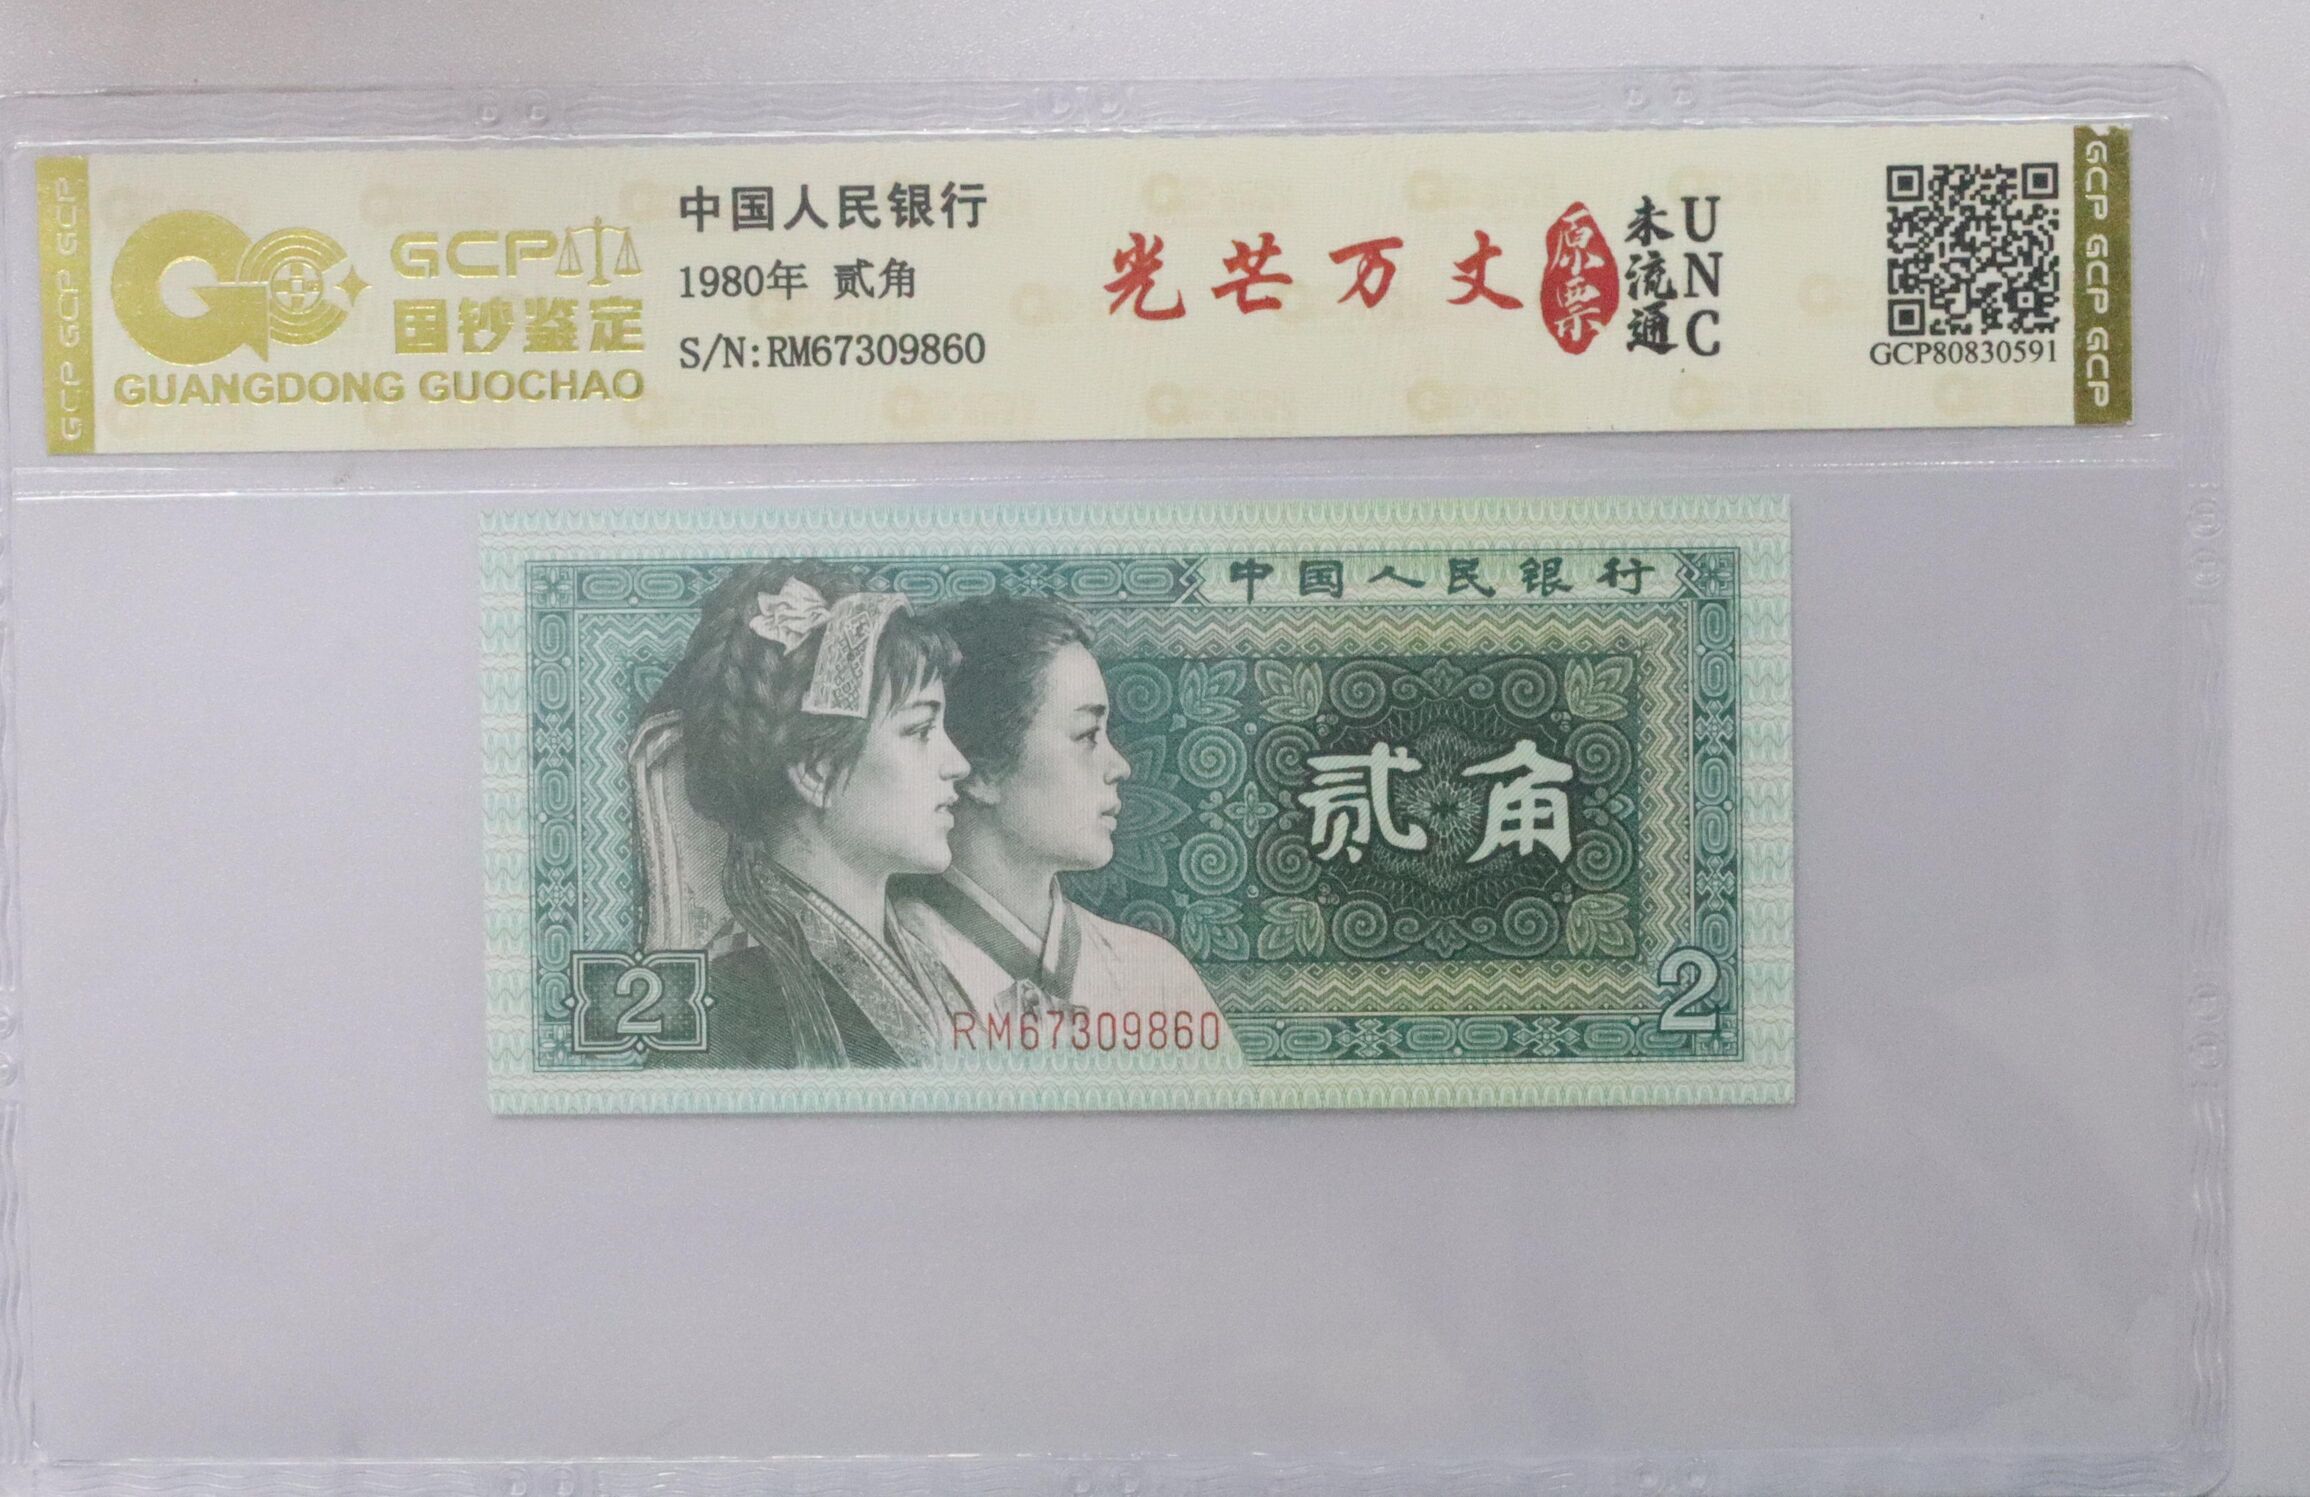 GCP
国钞鉴定
GUANGDONG GUOCHAO
中国人民银行
1980年 贰角
S/N:RM67309860
光芒万丈
原票
未流通
UNC
GCP80830591
GCP GCP GCP
GCP GCP GCP
中国人民银行
贰角
2
2
RM67309860